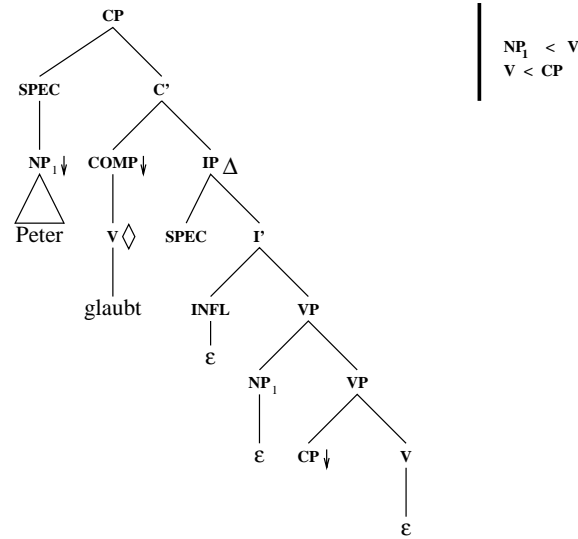 CP
NP₁ < V
V < CP
SPEC C'
NP₁↓ COMP↓ IP Δ
Peter V◊ SPEC I'
glaubt INFL VP
ε NP₁ VP
ε CP↓ V
ε